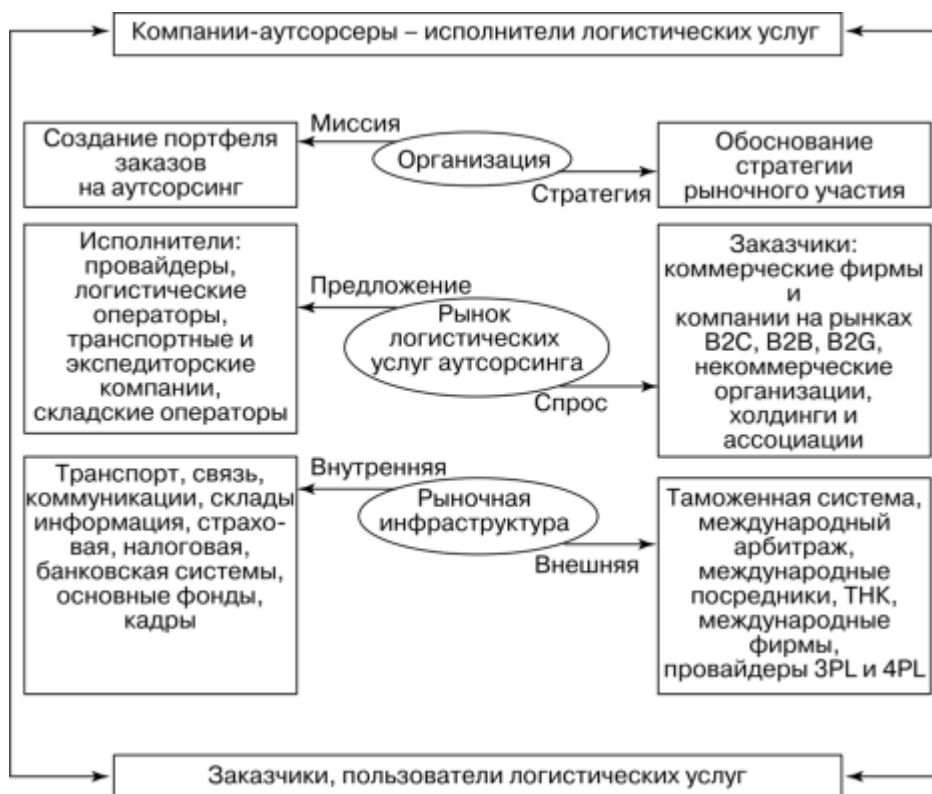 Компании-аутсорсеры – исполнители логистических услуг
Создание портфеля
заказов
на аутсорсинг
Миссия
Организация
Стратегия
Обоснование
стратегии
рыночного участия
Исполнители:
провайдеры,
логистические
операторы,
транспортные и
экспедиторские
компании,
складские операторы
Предложение
Рынок
логистических
услуг аутсорсинга
Спрос
Заказчики:
коммерческие фирмы
и
компании на рынках
B2C, B2B, B2G,
некоммерческие
организации,
холдинги и
ассоциации
Транспорт, связь,
коммуникации, склады
информация, страхо-
вая, налоговая,
банковская системы,
основные фонды,
кадры
Внутренняя
Рыночная
инфраструктура
Внешняя
Таможенная система,
международный
арбитраж,
международные
посредники, ТНК,
международные
фирмы,
провайдеры 3PL и 4PL
Заказчики, пользователи логистических услуг